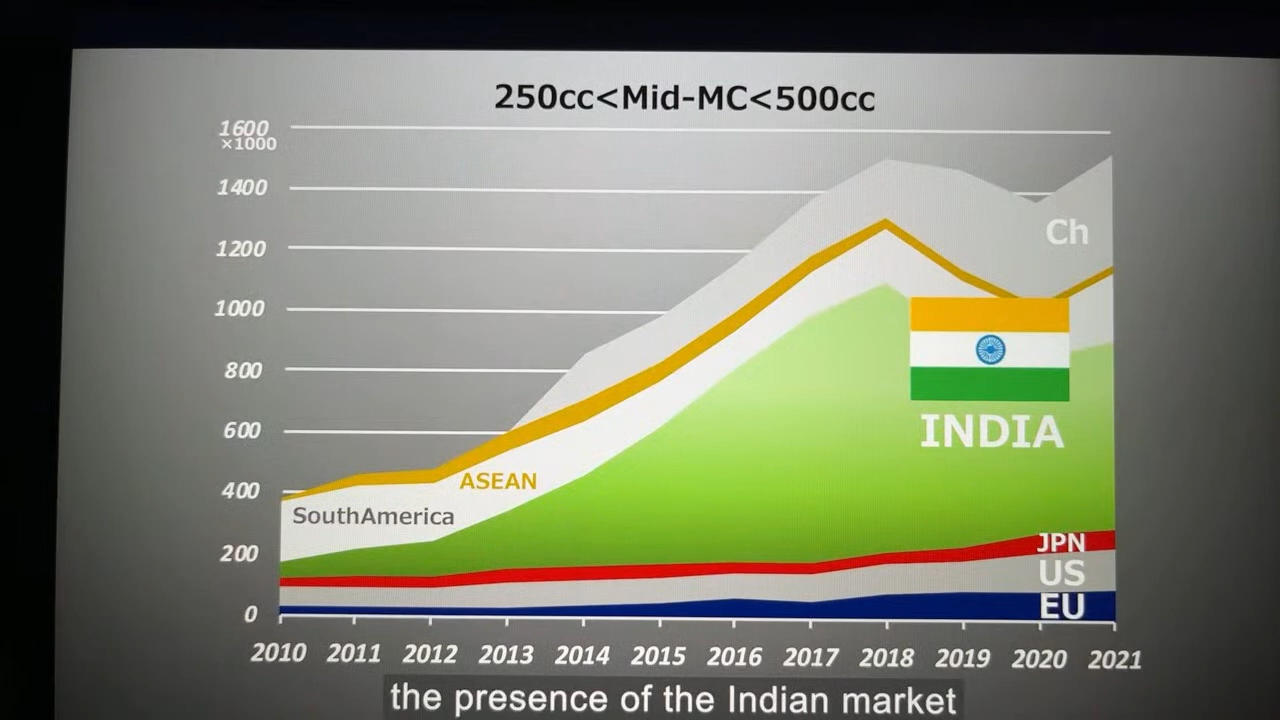 250cc<Mid-MC<500cc
1600
×1000
1400
1200
1000
800
600
400
200
0
Ch
INDIA
ASEAN
SouthAmerica
JPN
US
EU
2010 2011 2012 2013 2014 2015 2016 2017 2018 2019 2020 2021
the presence of the Indian market